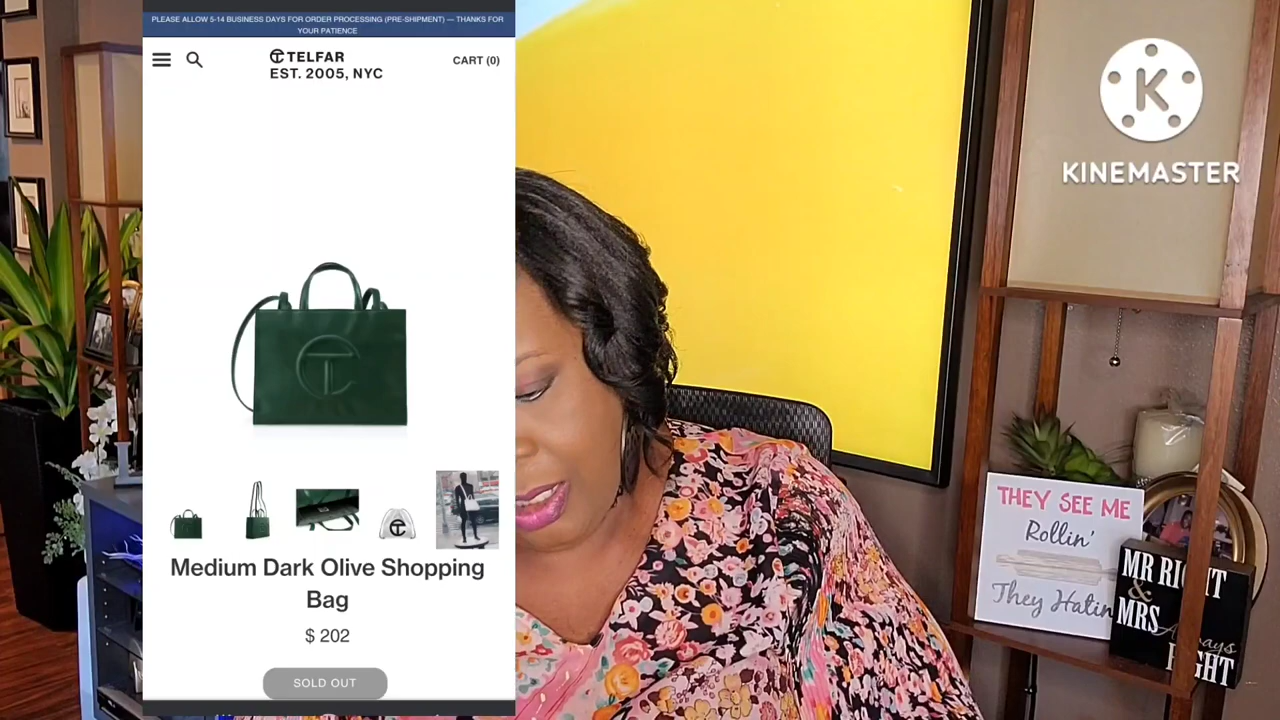 PLEASE ALLOW 5-14 BUSINESS DAYS FOR ORDER PROCESSING (PRE-SHIPMENT) — THANKS FOR
YOUR PATIENCE
TELFAR
EST. 2005, NYC
CART (0)
Medium Dark Olive Shopping
Bag
$ 202
SOLD OUT
K
KINEMASTER
THEY SEE ME
Rollin'
They Hatin
MR RIGHT
&
MRS
Always
RIGHT